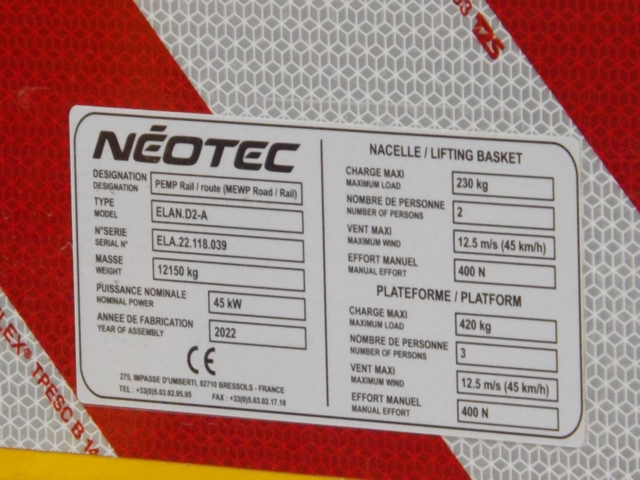 03 T2S
NÉOTEC
DESIGNATION
DESIGNATION
PEMP Rail / route (MEWP Road / Rail)
TYPE
MODEL
ELAN.D2-A
N°SERIE
SERIAL N°
ELA.22.118.039
MASSE
WEIGHT
12150 kg
PUISSANCE NOMINALE
NOMINAL POWER
45 kW
ANNEE DE FABRICATION
YEAR OF ASSEMBLY
2022
CE
275, IMPASSE D'UMBERTI, 82710 BRESSOLS - FRANCE
TEL : +33(0)5.63.02.95.95 FAX : +33(0)5.63.02.17.18
NACELLE / LIFTING BASKET
CHARGE MAXI
MAXIMUM LOAD
230 kg
NOMBRE DE PERSONNE
NUMBER OF PERSONS
2
VENT MAXI
MAXIMUM WIND
12.5 m/s (45 km/h)
EFFORT MANUEL
MANUAL EFFORT
400 N
PLATEFORME / PLATFORM
CHARGE MAXI
MAXIMUM LOAD
420 kg
NOMBRE DE PERSONNE
NUMBER OF PERSONS
3
VENT MAXI
MAXIMUM WIND
12.5 m/s (45 km/h)
EFFORT MANUEL
MANUAL EFFORT
400 N
LEX® TPESC B 14